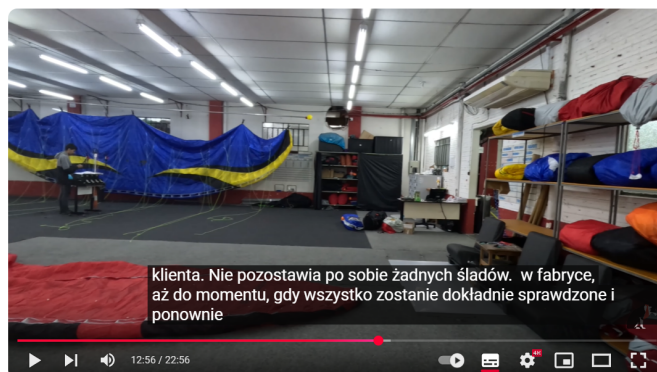 klienta. Nie pozostawia po sobie żadnych śladów.  w fabryce,
aż do momentu, gdy wszystko zostanie dokładnie sprawdzone i
ponownie
12:56 / 22:56
4K